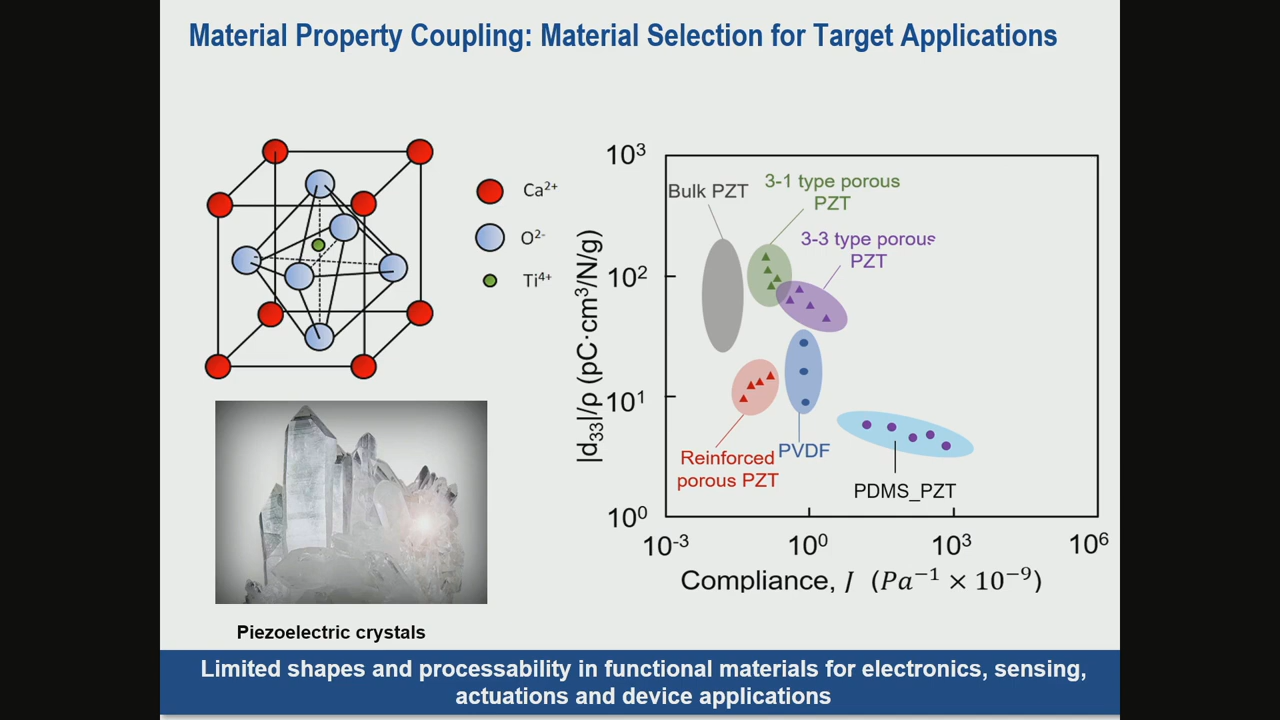 Material Property Coupling: Material Selection for Target Applications
Ca²⁺
O²⁻
Ti⁴⁺
Piezoelectric crystals
|d₃₃|/ρ (pC·cm³/N/g)
10³
10²
10¹
10⁰
Bulk PZT
3-1 type porous
PZT
3-3 type porous
PZT
Reinforced
porous PZT
PVDF
PDMS_PZT
10⁻³
10⁰
10³
10⁶
Compliance, J (Pa⁻¹ × 10⁻⁹)
Limited shapes and processability in functional materials for electronics, sensing,
actuations and device applications